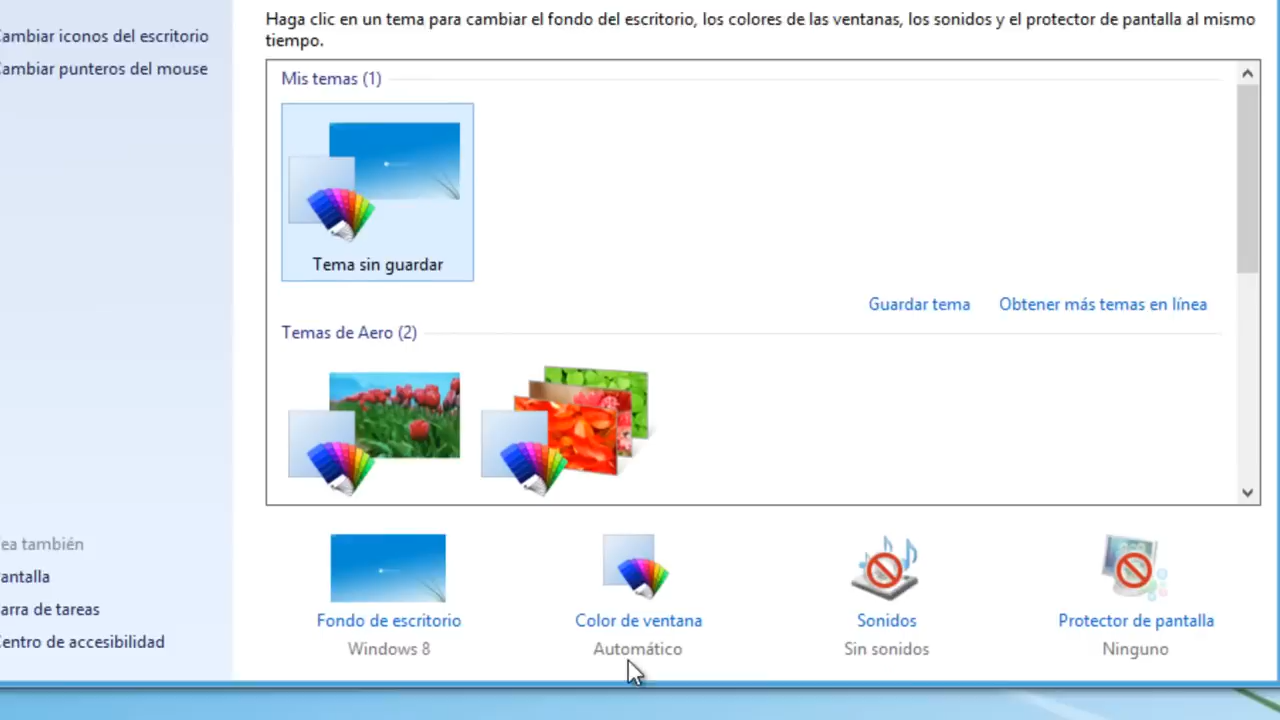 Haga clic en un tema para cambiar el fondo del escritorio, los colores de las ventanas, los sonidos y el protector de pantalla al mismo
tiempo.
ambiar iconos del escritorio
ambiar punteros del mouse
Mis temas (1)
Tema sin guardar
Guardar tema
Obtener más temas en línea
Temas de Aero (2)
Fondo de escritorio
Windows 8
Color de ventana
Automático
Sonidos
Sin sonidos
Protector de pantalla
Ninguno
ea también
antalla
arra de tareas
entro de accesibilidad